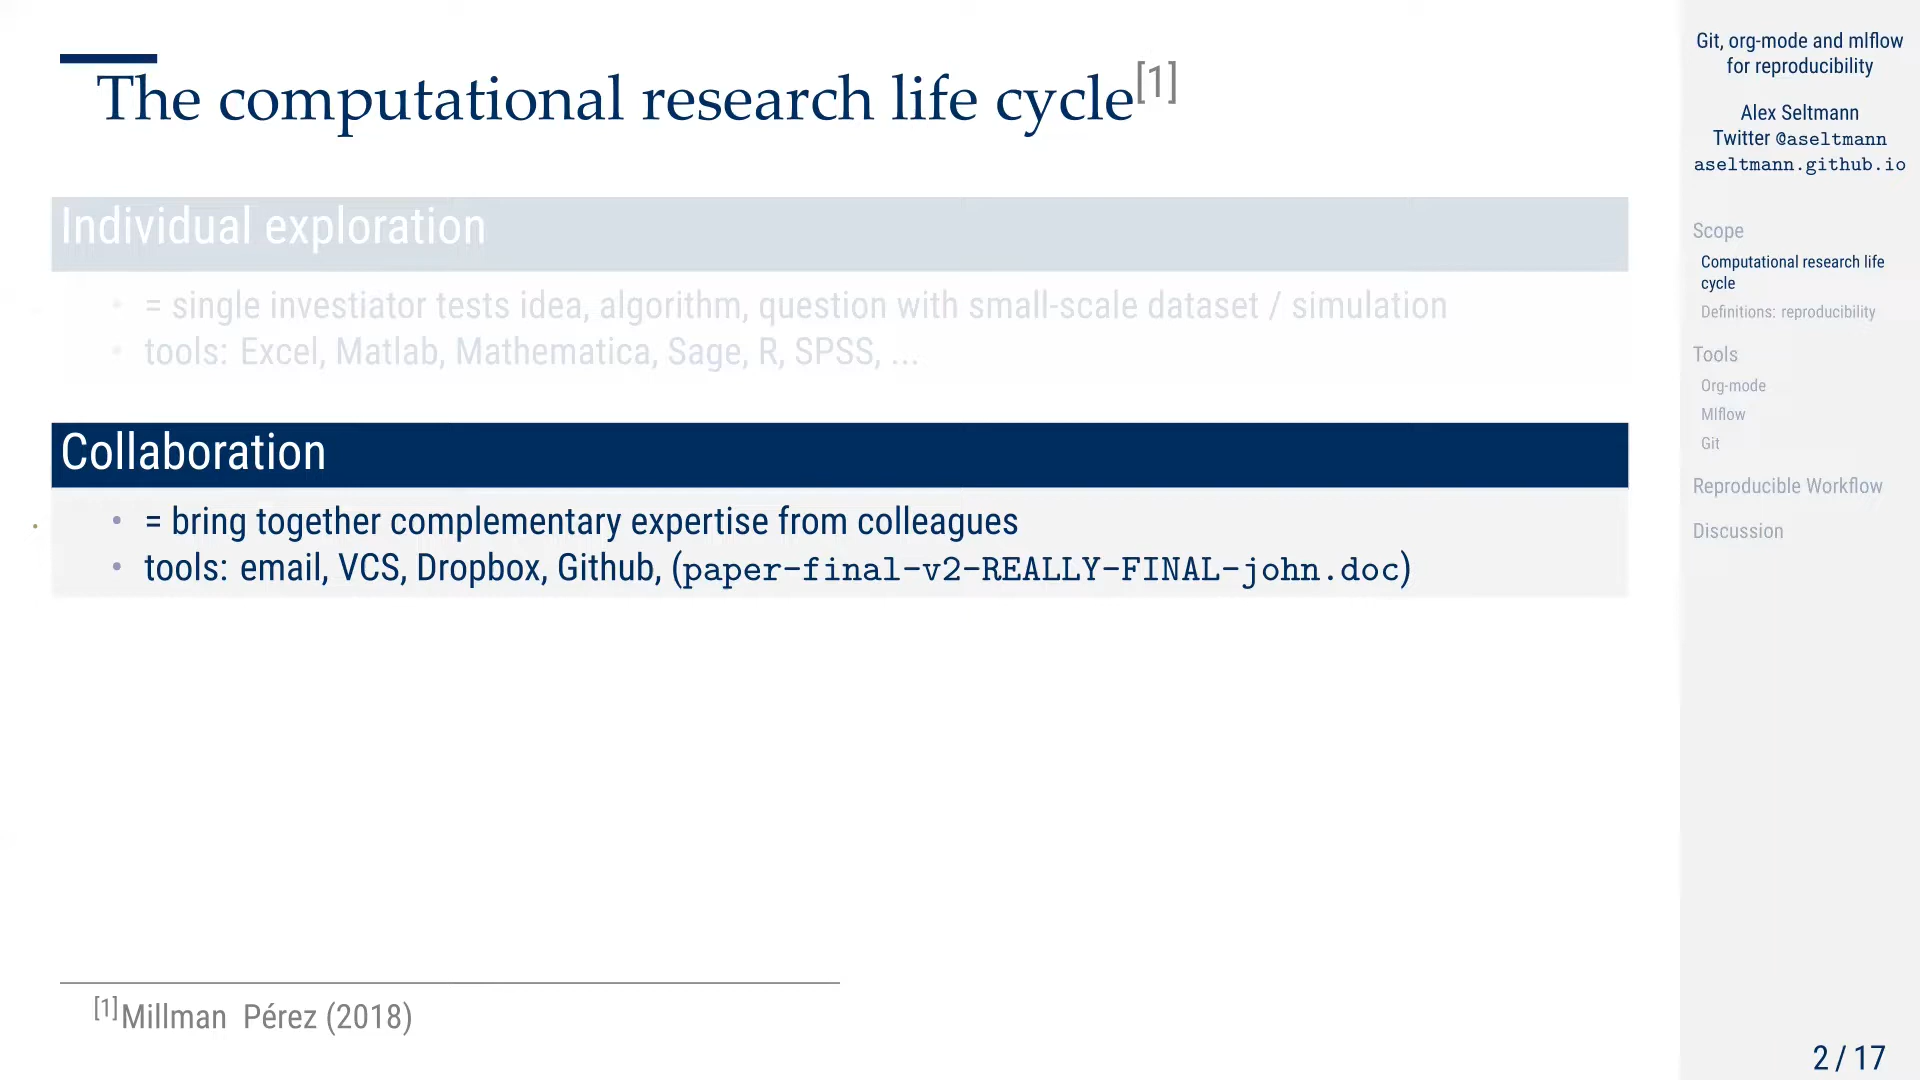 The computational research life cycle[1]
Individual exploration
• = single investiator tests idea, algorithm, question with small-scale dataset / simulation
• tools: Excel, Matlab, Mathematica, Sage, R, SPSS, ...
Collaboration
• = bring together complementary expertise from colleagues
• tools: email, VCS, Dropbox, Github, (paper-final-v2-REALLY-FINAL-john.doc)
[1]Millman Pérez (2018)
Git, org-mode and mlflow
for reproducibility
Alex Seltmann
Twitter @aseltmann
aseltmann.github.io
Scope
Computational research life
cycle
Definitions: reproducibility
Tools
Org-mode
Mlflow
Git
Reproducible Workflow
Discussion
2 / 17